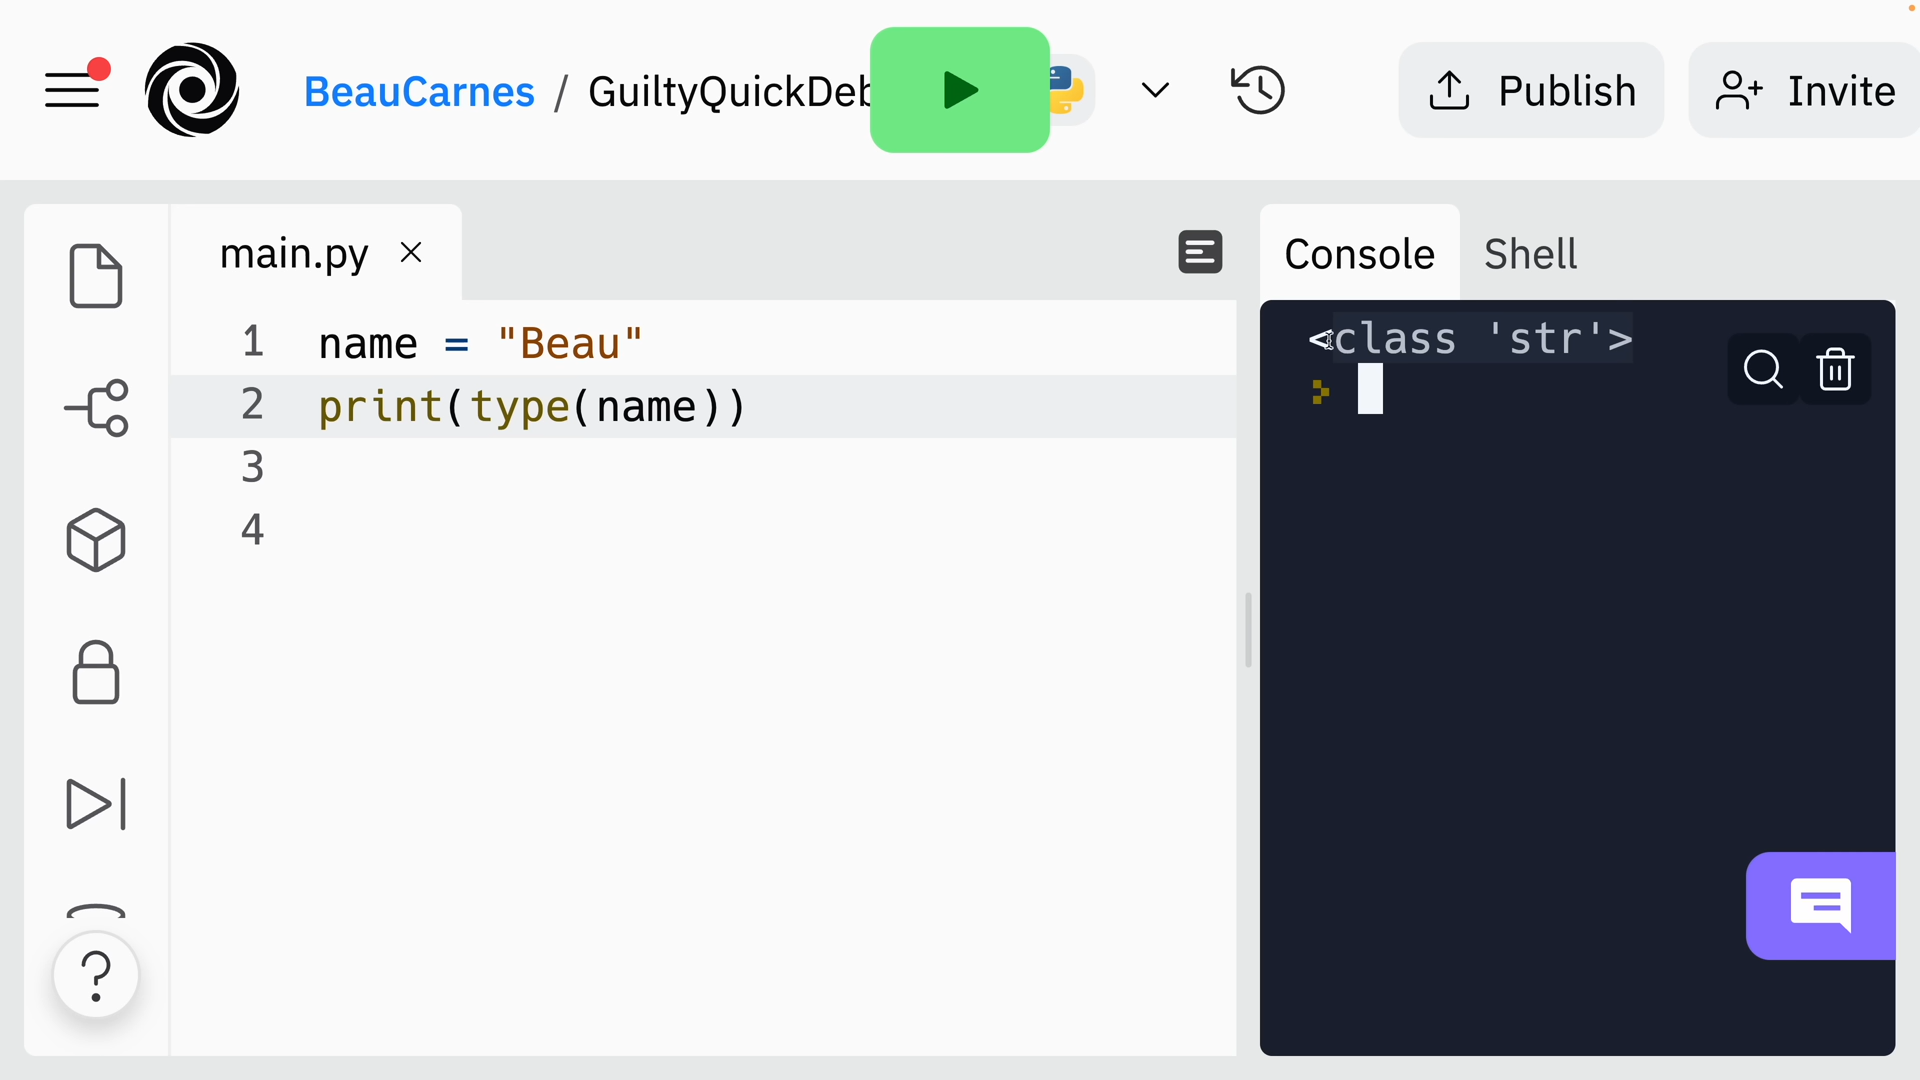 BeauCarnes / GuiltyQuickDeb
Publish
Invite
main.py
Console
Shell
1 name = "Beau"
2 print(type(name))
3
4
<class 'str'>
?